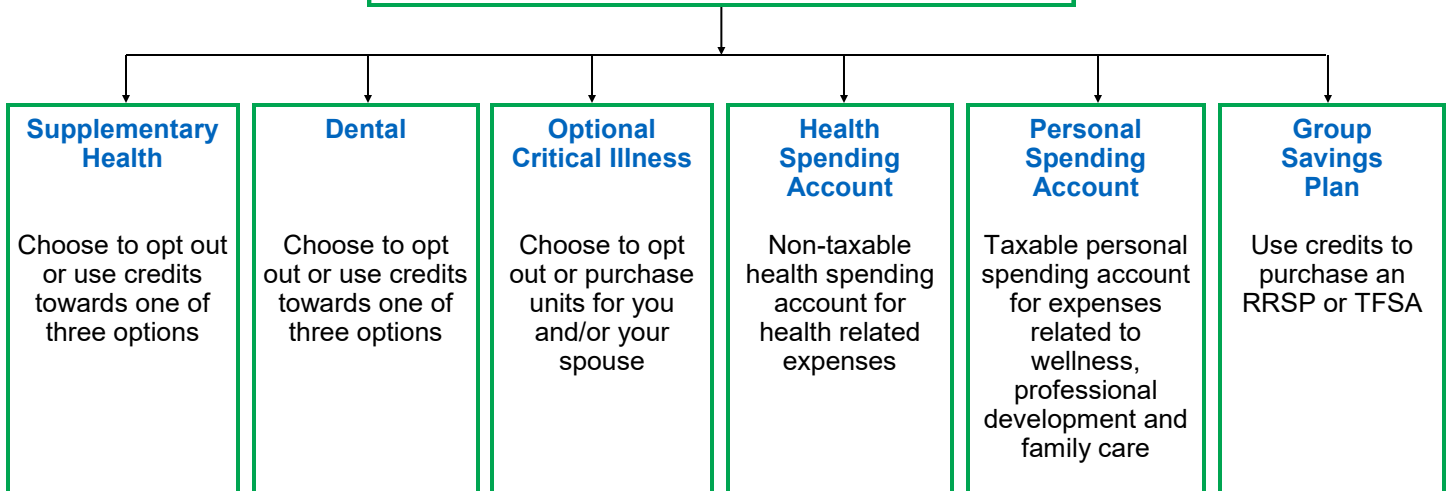 Supplementary
Health
Choose to opt out
or use credits
towards one of
three options
Dental
Choose to opt
out or use credits
towards one of
three options
Optional
Critical Illness
Choose to opt
out or purchase
units for you
and/or your
spouse
Health
Spending
Account
Non-taxable
health spending
account for
health related
expenses
Personal
Spending
Account
Taxable personal
spending account
for expenses
related to
wellness,
professional
development and
family care
Group
Savings
Plan
Use credits to
purchase an
RRSP or TFSA